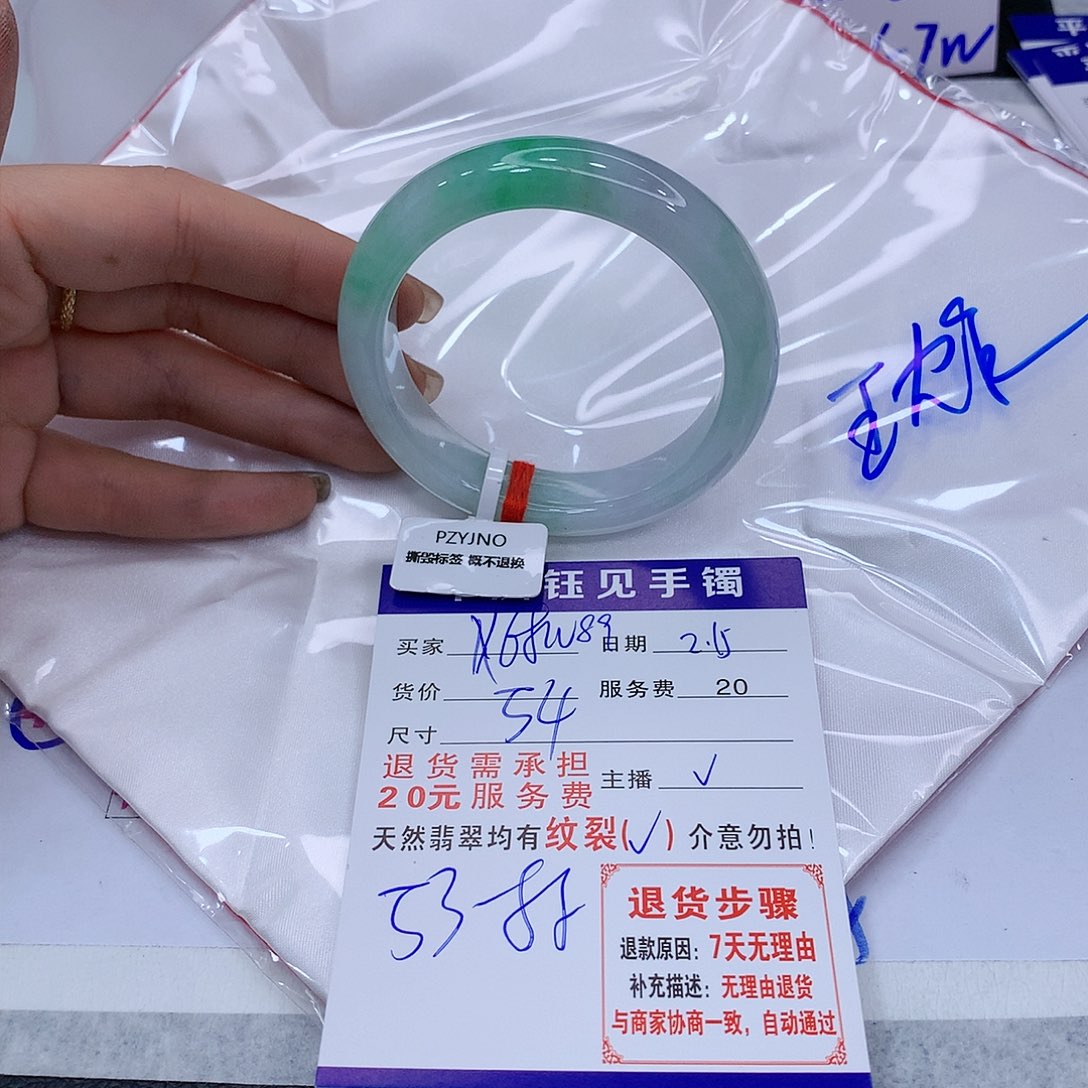 6.7W
PZYJNO
撕毁标签 概不退换
钰见手镯
买家 日期 2.15
货价 服务费 20
尺寸 54
退货需承担
20元服务费
主播 ✓
天然翡翠均有纹裂(✓) 介意勿拍！
53-
退货步骤
退款原因：7天无理由
补充描述：无理由退货
与商家协商一致，自动通过